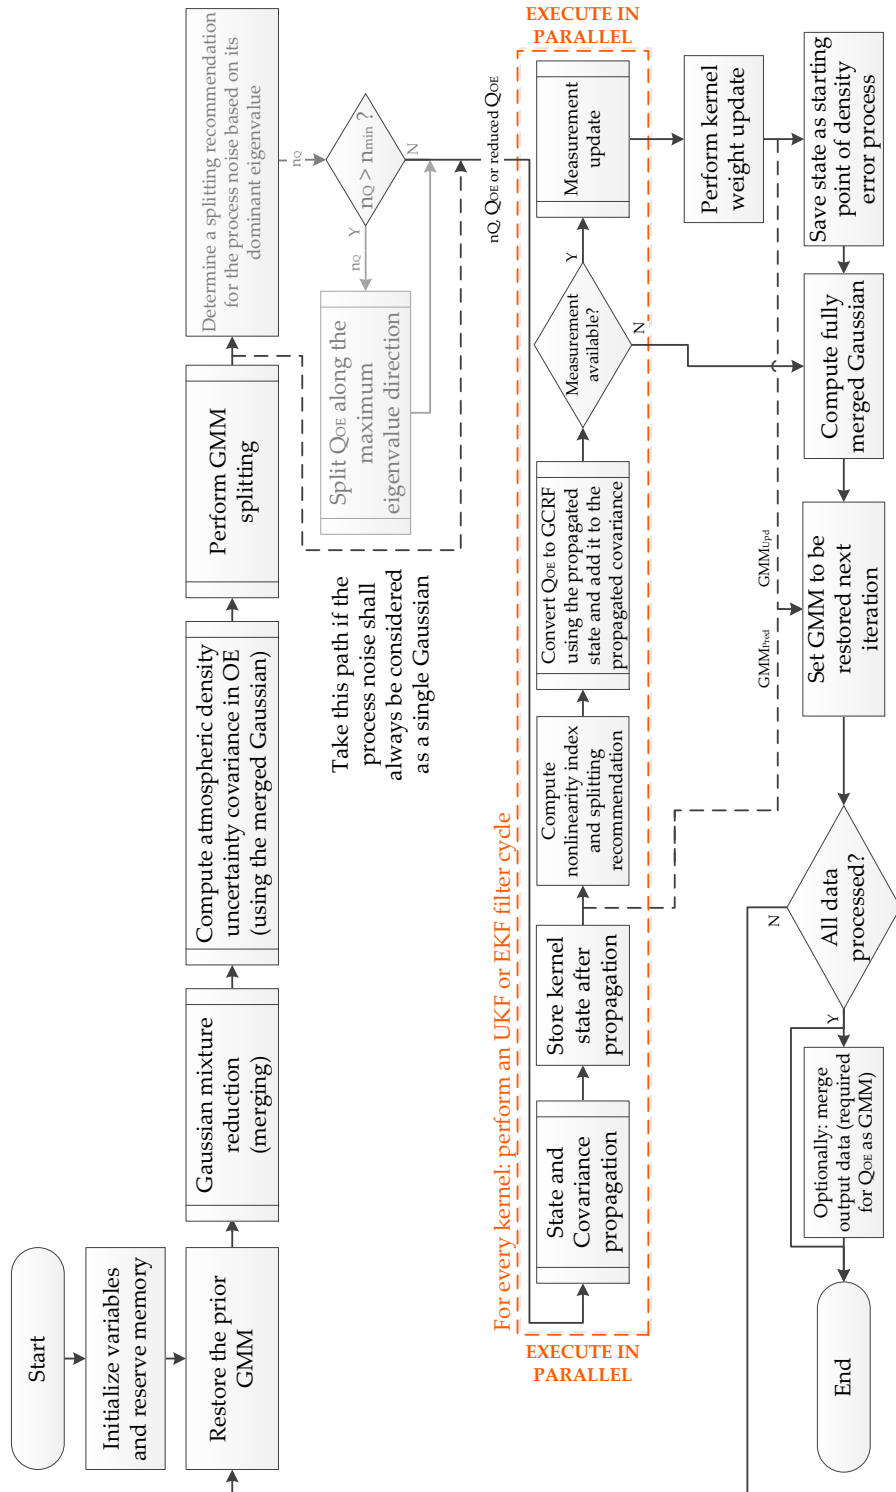 Start
Initialize variables
and reserve memory
Restore the prior
GMM
Gaussian mixture
reduction
(merging)
Compute atmospheric density
uncertainty covariance in OE
(using the merged Gaussian)
Perform GMM
splitting
Determine a splitting recommendation
for the process noise based on its
dominant eigenvalue
nQ
nQ > nmin ?
Y
N
nQ
Split QOE along the
maximum
eigenvalue direction
Take this path if the
process noise shall
always be considered
as a single Gaussian
nQ, QOE or reduced QOE
For every kernel: perform an UKF or EKF filter cycle
EXECUTE IN
PARALLEL
State and
Covariance
propagation
Store kernel
state after
propagation
Compute
nonlinearity index
and splitting
recommendation
Convert QOE to GCRF
using the propagated
state and add it to the
propagated covariance
Measurement
available?
Y
N
Measurement
update
EXECUTE IN
PARALLEL
Perform kernel
weight update
GMMPred
GMMUpd
Save state as starting
point of density
error process
Compute fully
merged Gaussian
Set GMM to be
restored next
iteration
All data
processed?
N
Y
Optionally: merge
output data (required
for QOE as GMM)
End